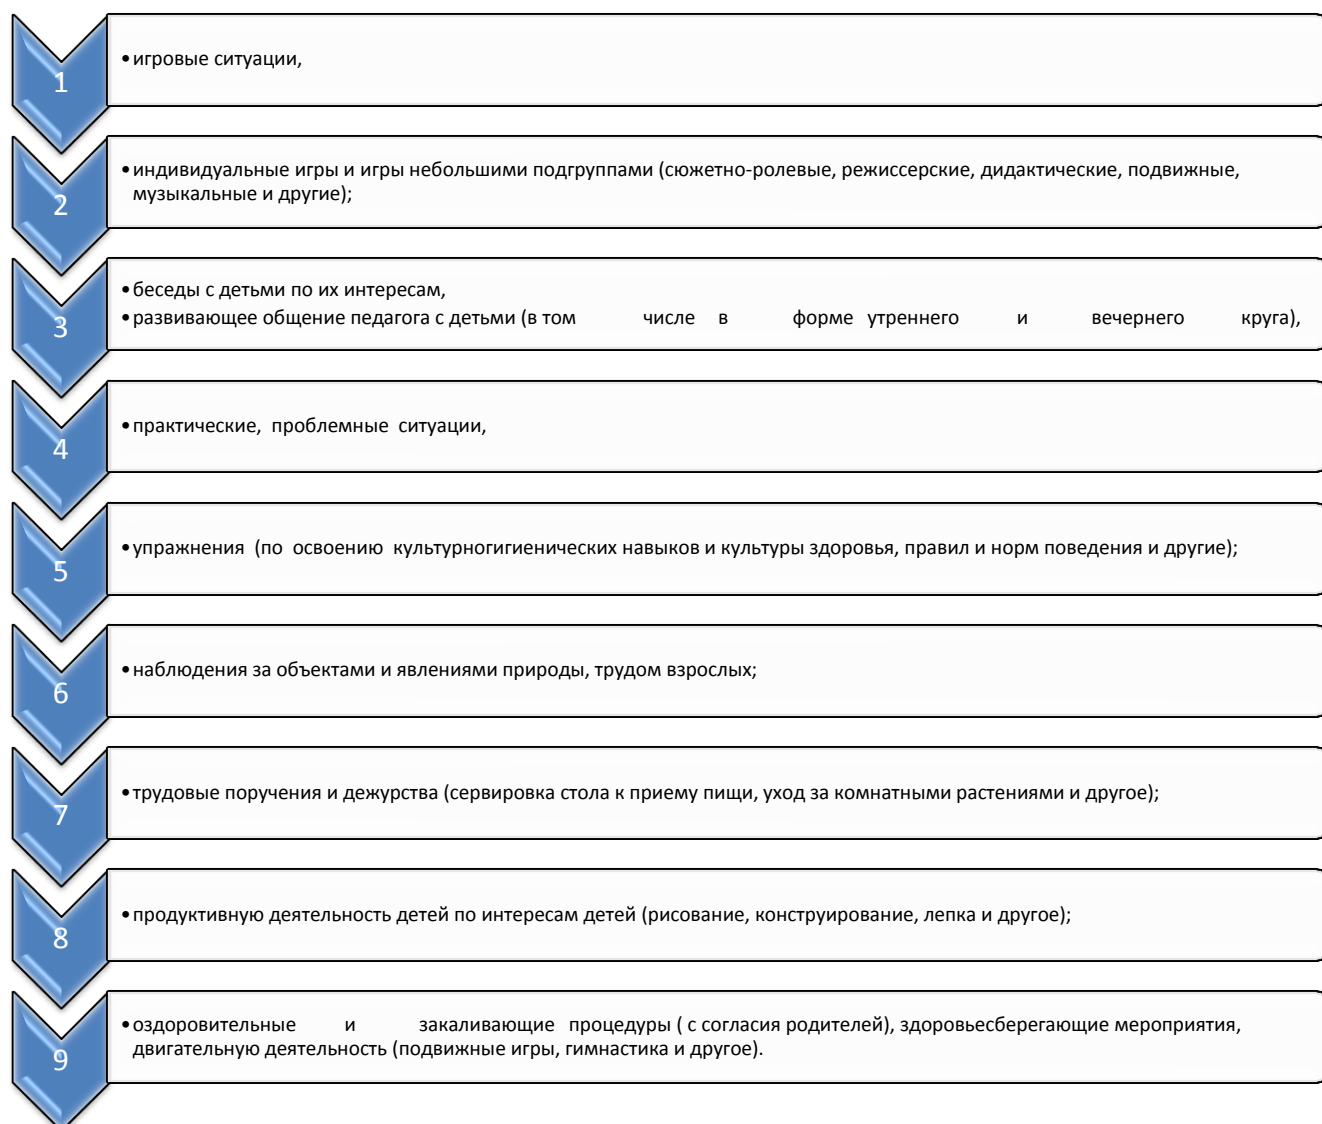 1
• игровые ситуации,
2
• индивидуальные игры и игры небольшими подгруппами (сюжетно-ролевые, режиссерские, дидактические, подвижные,
музыкальные и другие);
3
• беседы с детьми по их интересам,
• развивающее общение педагога с детьми (в том числе в форме утреннего и вечернего круга),
4
• практические, проблемные ситуации,
5
• упражнения (по освоению культурногигиенических навыков и культуры здоровья, правил и норм поведения и другие);
6
• наблюдения за объектами и явлениями природы, трудом взрослых;
7
• трудовые поручения и дежурства (сервировка стола к приему пищи, уход за комнатными растениями и другое);
8
• продуктивную деятельность детей по интересам детей (рисование, конструирование, лепка и другое);
9
• оздоровительные и закаливающие процедуры ( с согласия родителей), здоровьесберегающие мероприятия,
двигательную деятельность (подвижные игры, гимнастика и другое).